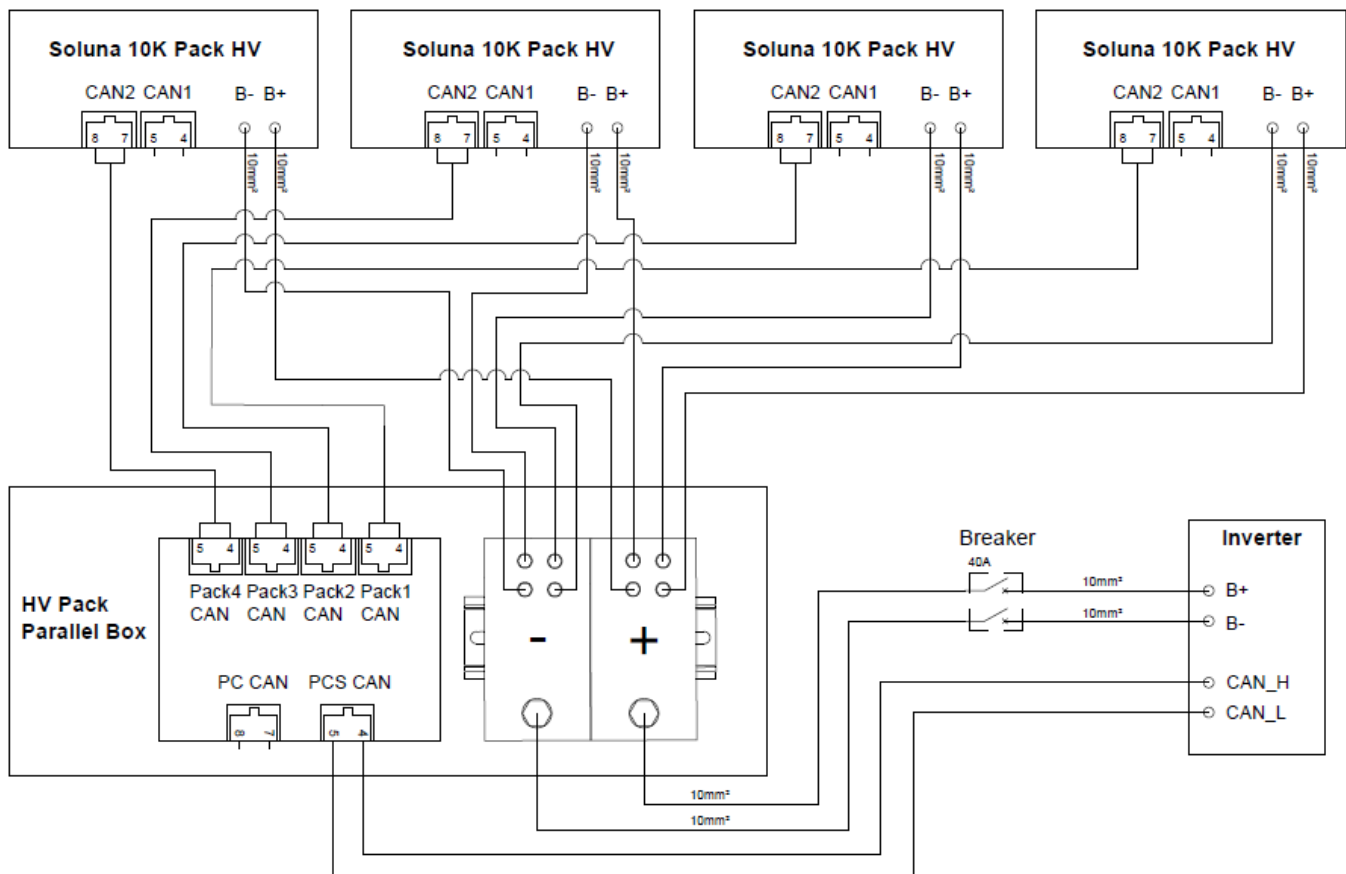 Soluna 10K Pack HV
CAN2 CAN1 B- B+
8 7 5 4
10mm² 10mm²
Soluna 10K Pack HV
CAN2 CAN1 B- B+
8 7 5 4
10mm² 10mm²
Soluna 10K Pack HV
CAN2 CAN1 B- B+
8 7 5 4
10mm² 10mm²
Soluna 10K Pack HV
CAN2 CAN1 B- B+
8 7 5 4
10mm² 10mm²
HV Pack
Parallel Box
5 4 5 4 5 4 5 4
Pack4 Pack3 Pack2 Pack1
CAN CAN CAN CAN
PC CAN PCS CAN
8 7 5 4
- +
10mm²
10mm²
Breaker
40A
10mm²
10mm²
Inverter
B+
B-
CAN_H
CAN_L